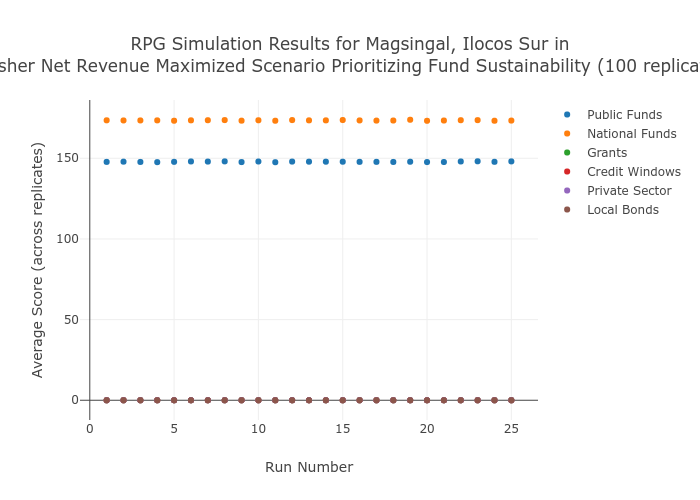 RPG Simulation Results for Magsingal, Ilocos Sur in
Net Revenue Maximized Scenario Prioritizing Fund Sustainability (100
Public Funds
National Funds
Grants
Credit Windows
Private Sector
Local Bonds
Average Score (across replicates)
150
100
50
0
0 5 10 15 20 25
Run Number